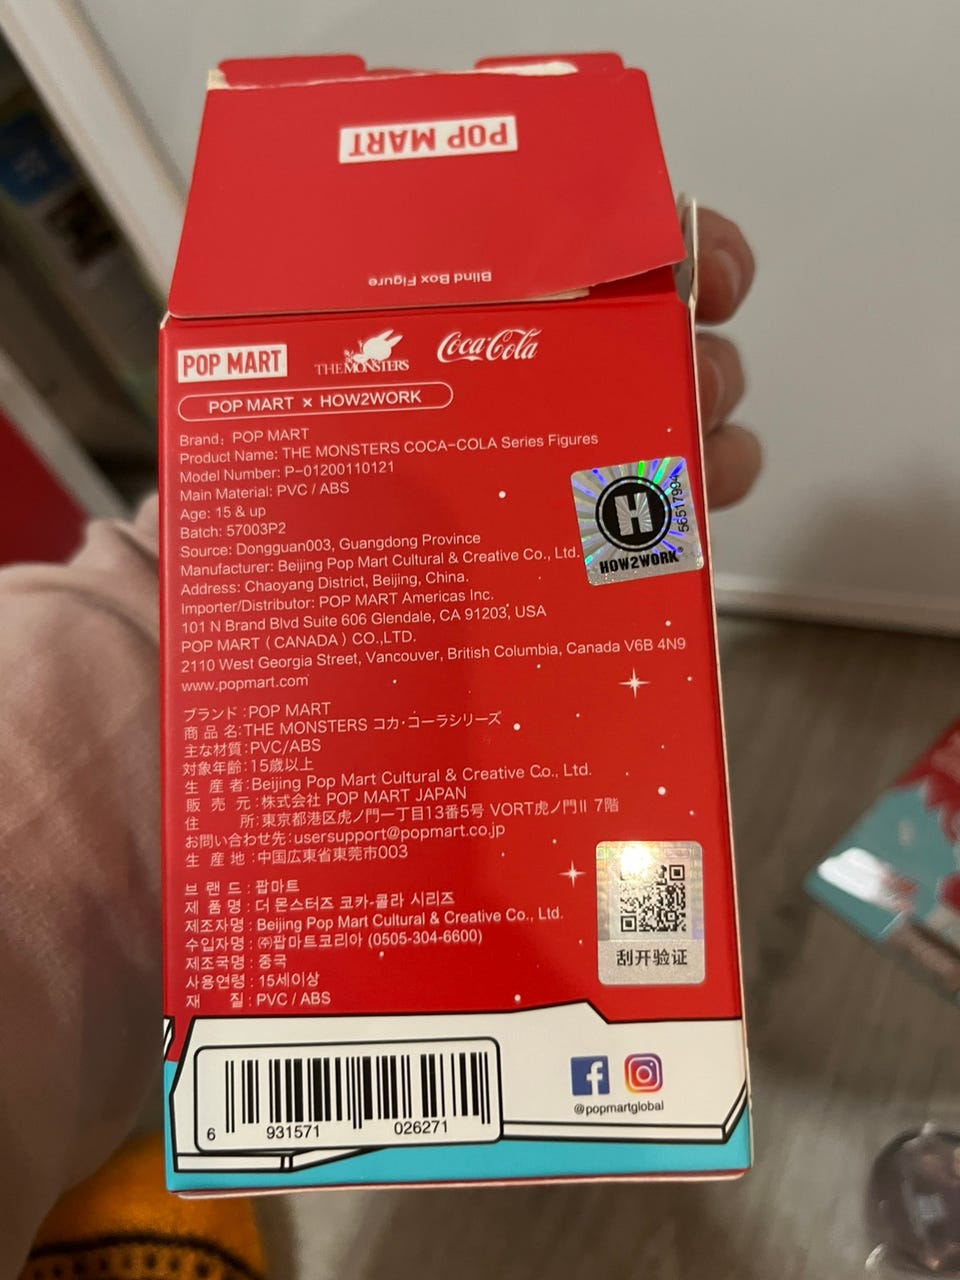 POP MART
Blind Box Figure
POP MART
THE MONSTERS
Coca-Cola
POP MART × HOW2WORK
Brand: POP MART
Product Name: THE MONSTERS COCA-COLA Series Figures
Model Number: P-01200110121
Main Material: PVC / ABS
Age: 15 & up
Batch: 57003P2
Source: Dongguan003, Guangdong Province
Manufacturer: Beijing Pop Mart Cultural & Creative Co., Ltd.
Address: Chaoyang District, Beijing, China.
Importer/Distributor: POP MART Americas Inc.
101 N Brand Blvd Suite 606 Glendale, CA 91203, USA
POP MART ( CANADA ) CO.,LTD.
2110 West Georgia Street, Vancouver, British Columbia, Canada V6B 4N9
www.popmart.com
H
HOW2WORK®
56517904
ブランド:POP MART
商 品 名:THE MONSTERS コカ·コーラシリーズ
主な材質:PVC/ABS
対象年齢:15歳以上
生 産 者:Beijing Pop Mart Cultural & Creative Co., Ltd.
販 売 元:株式会社 POP MART JAPAN
住 所:東京都港区虎ノ門一丁目13番5号 VORT虎ノ門II 7階
お問い合わせ先:usersupport@popmart.co.jp
生 産 地:中国広東省東莞市003
브 랜 드 : 팝마트
제 품 명 : 더 몬스터즈 코카-콜라 시리즈
제조자명 : Beijing Pop Mart Cultural & Creative Co., Ltd.
수입자명 : ㈜팝마트코리아 (0505-304-6600)
제조국명 : 중국
사용연령 : 15세이상
재 질 : PVC / ABS
刮开验证
6 931571 026271
@popmartglobal